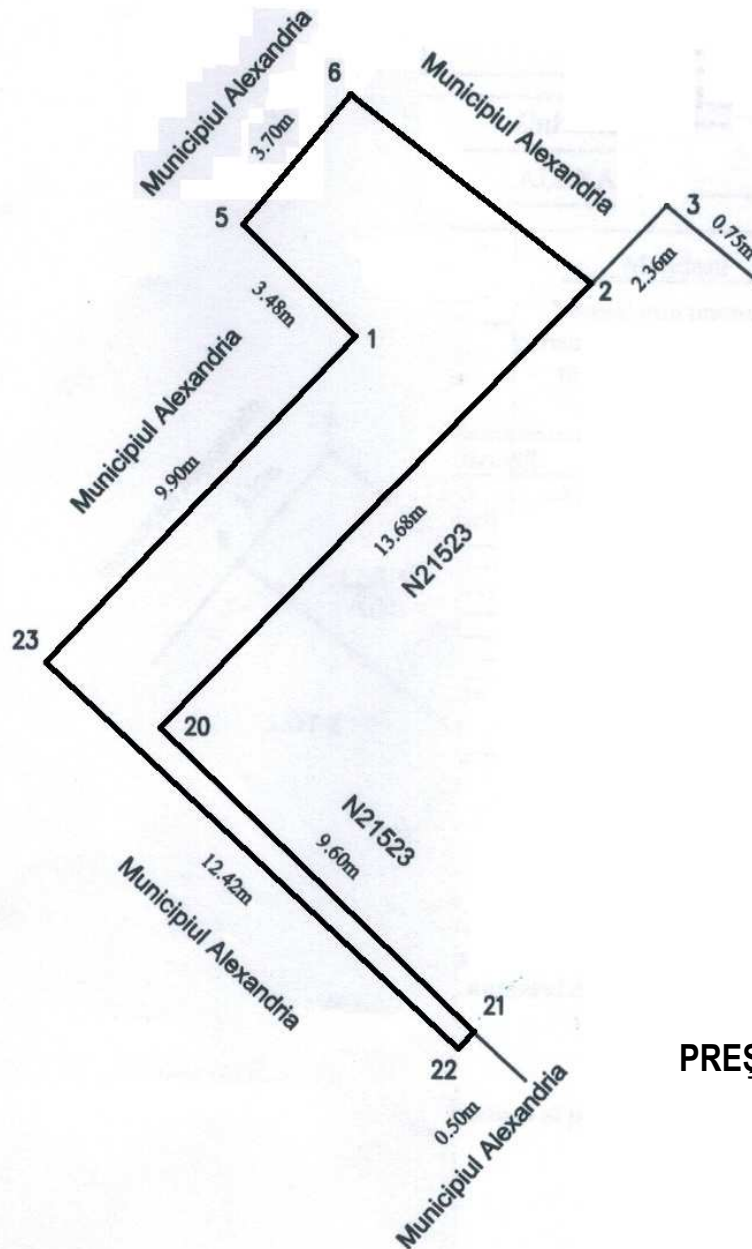 Municipiul Alexandria
6
Municipiul Alexandria
3.70m
5
3
0.75m
2.36m
2
3.48m
1
Municipiul Alexandria
9.90m
13.68m
N21523
23
20
N21523
9.60m
12.42m
Municipiul Alexandria
21
22
0.50m
Municipiul Alexandria